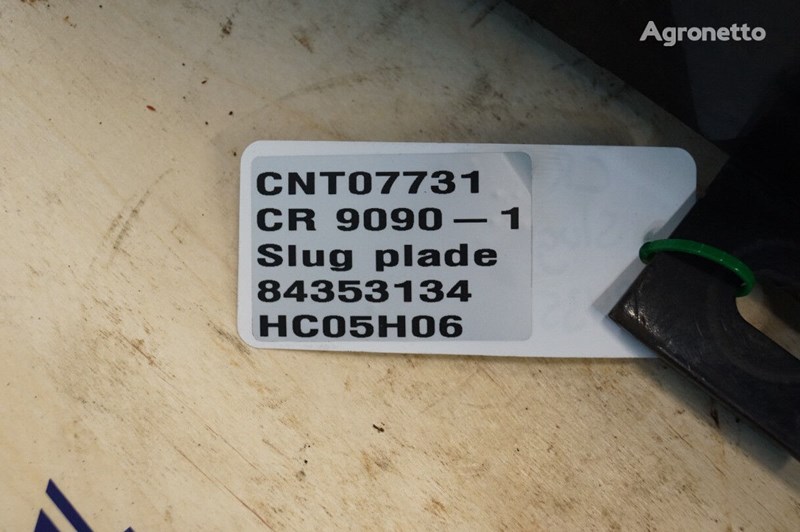 Agronetto
CNT07731
CR 9090 – 1
Slug plade
84353134
HC05H06